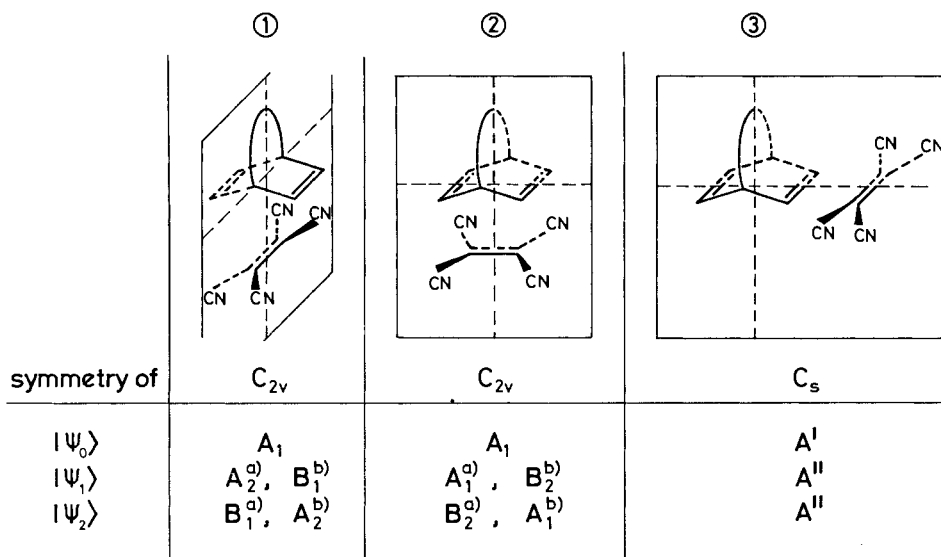 ① ② ③
CN CN CN CN
CN CN CN CN
CN CN CN CN
symmetry of C₂ᵥ C₂ᵥ Cₛ
|Ψ₀⟩ A₁ A₁ A'
|Ψ₁⟩ A₂ᵃ⁾, B₁ᵇ⁾ A₁ᵃ⁾, B₂ᵇ⁾ A''
|Ψ₂⟩ B₁ᵃ⁾, A₂ᵇ⁾ B₂ᵃ⁾, A₁ᵇ⁾ A''